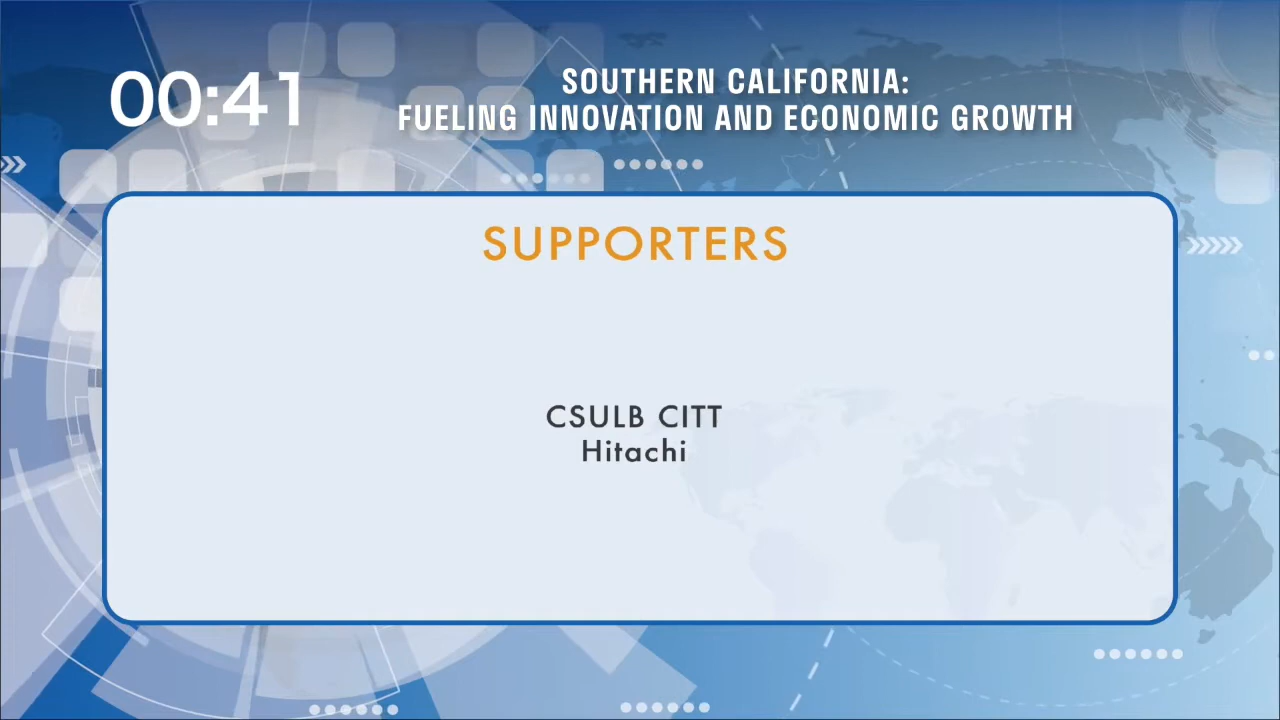 00:41
SOUTHERN CALIFORNIA:
FUELING INNOVATION AND ECONOMIC GROWTH
SUPPORTERS
CSULB CITT
Hitachi